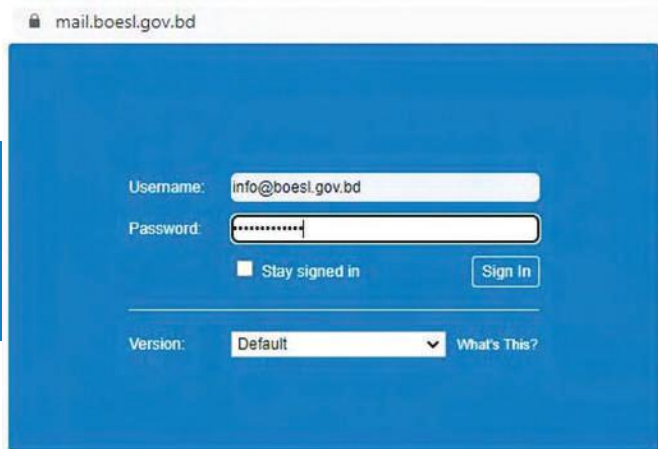 mail.boesl.gov.bd
Username: info@boesl.gov.bd
Password: •••••••••••••
Stay signed in Sign In
Version: Default What's This?